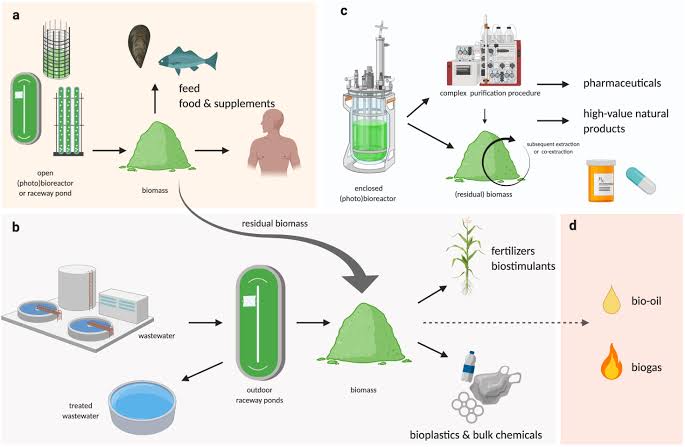 a
feed
food & supplements
open
(photo)bioreactor
or raceway pond
biomass
c
complex purification procedure
pharmaceuticals
high-value natural
products
subsequent extraction
or co-extraction
enclosed
(photo)bioreactor
(residual) biomass
b
residual biomass
wastewater
treated
wastewater
outdoor
raceway ponds
biomass
fertilizers
biostimulants
bioplastics & bulk chemicals
d
bio-oil
biogas